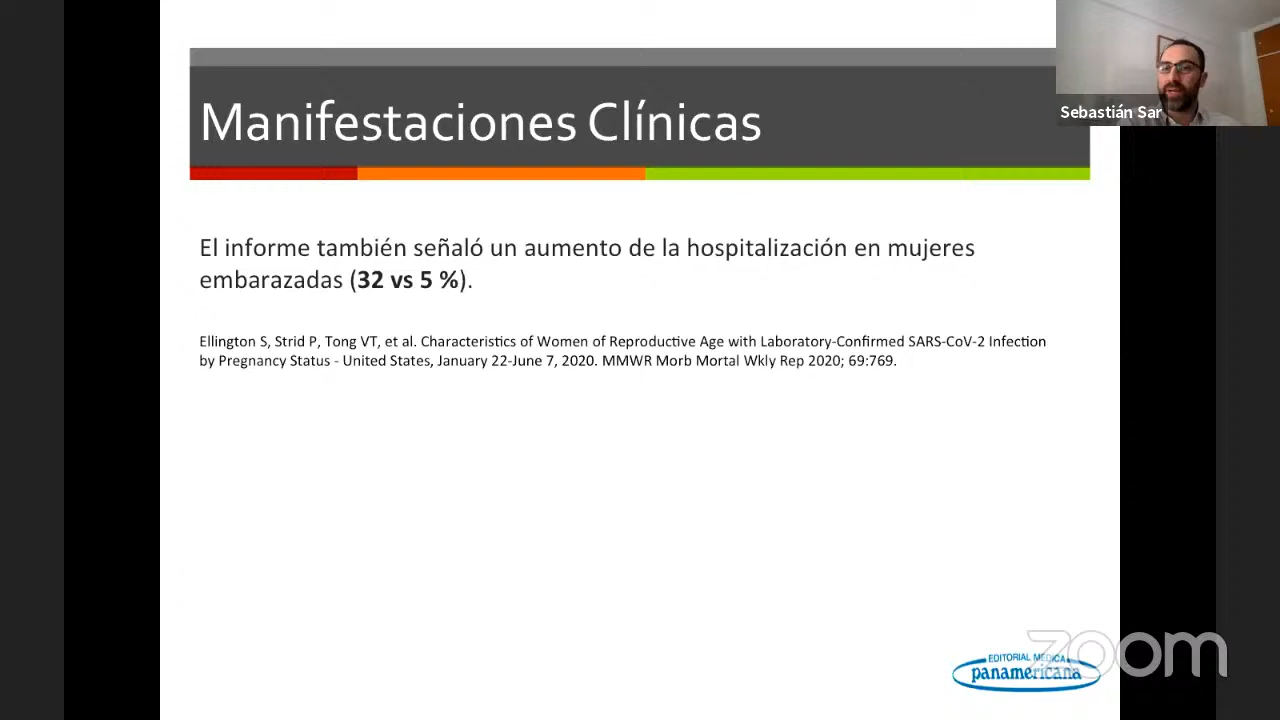 Manifestaciones Clínicas
Sebastián Sar
El informe también señaló un aumento de la hospitalización en mujeres
embarazadas (32 vs 5 %).
Ellington S, Strid P, Tong VT, et al. Characteristics of Women of Reproductive Age with Laboratory-Confirmed SARS-CoV-2 Infection
by Pregnancy Status - United States, January 22-June 7, 2020. MMWR Morb Mortal Wkly Rep 2020; 69:769.
EDITORIAL MEDICA
panamericana
zoom